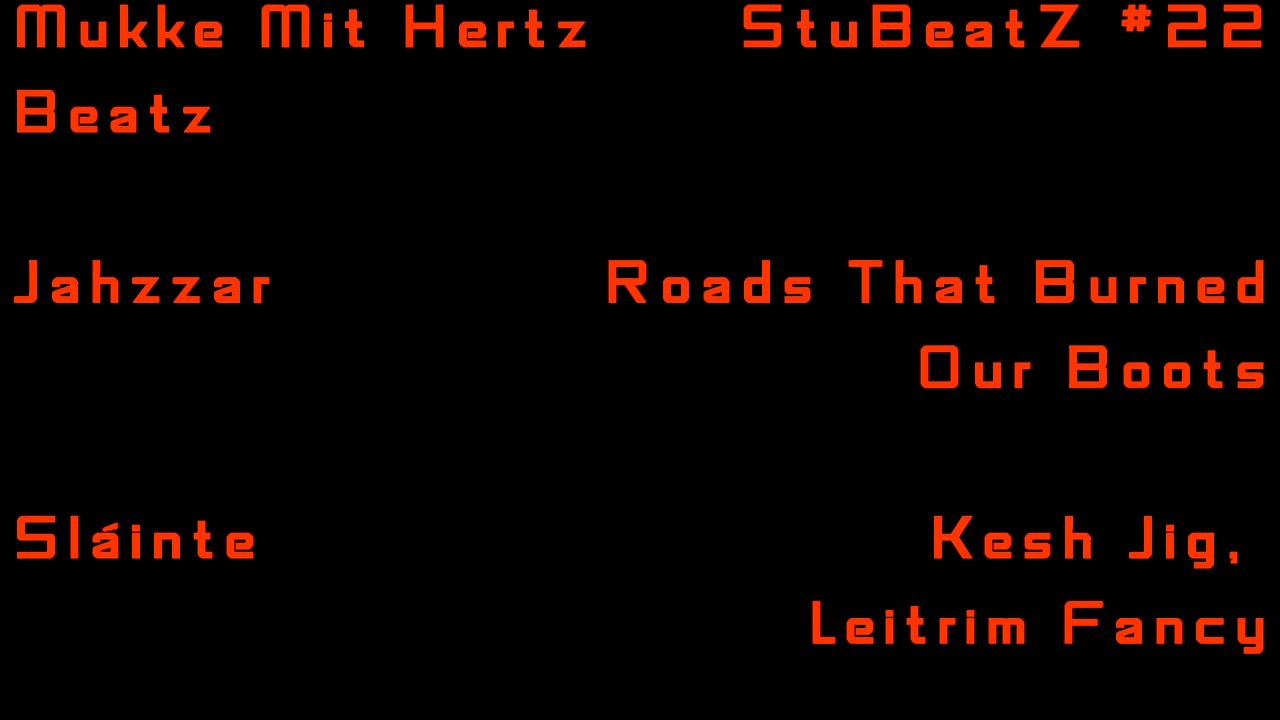 Mukke Mit Hertz StuBeatZ #22
Beatz
Jahzzar Roads That Burned
Our Boots
Sláinte Kesh Jig,
Leitrim Fancy